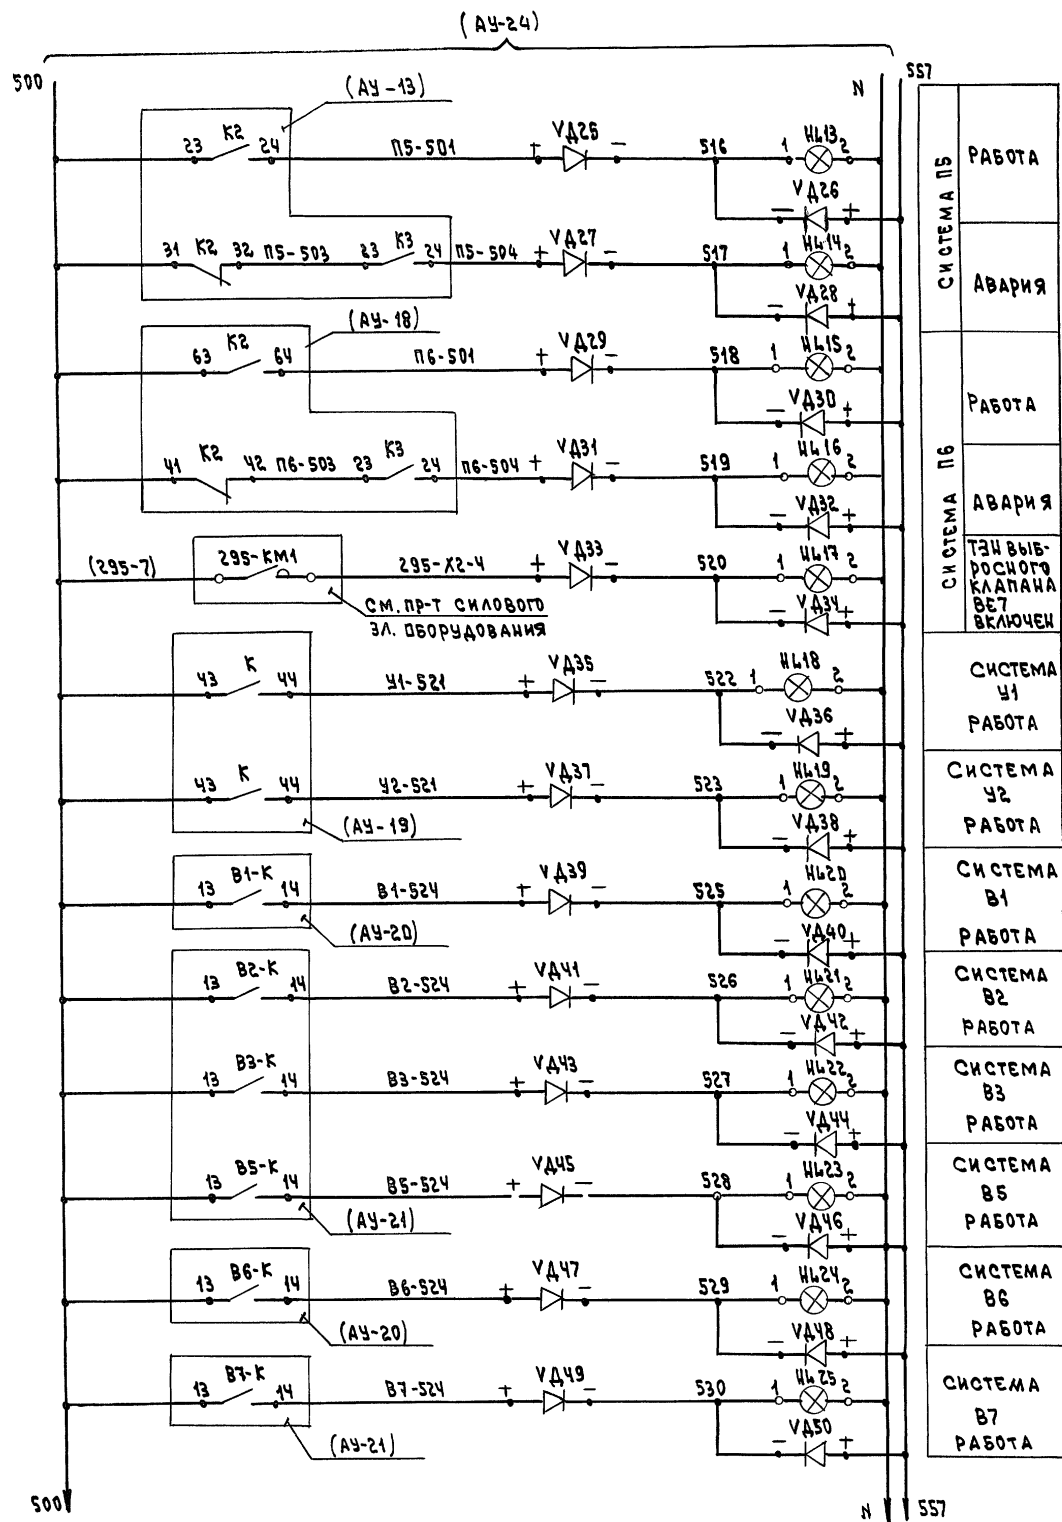 (АУ-24)
500
N
557
(АУ-13)
23 К2 24 П5-501 + VД25 - 516 1 HL13 2
- VД26 +
31 К2 32 П5-503 23 К3 24 П5-504 + VД27 - 517 1 HL14 2
- VД28 +
(АУ-18)
63 К2 64 П6-501 + VД29 - 518 1 HL15 2
- VД30 +
41 К2 42 П6-503 23 К3 24 П6-504 + VД31 - 519 1 HL16 2
- VД32 +
(295-7) 295-КМ1 295-Х2-4 + VД33 - 520 1 HL17 2
- VД34 +
СМ. ПР-Т СИЛОВОГО
ЭЛ. ОБОРУДОВАНИЯ
43 К 44 У1-521 + VД35 - 522 1 HL18 2
- VД36 +
43 К 44 У2-521 + VД37 - 523 1 HL19 2
- VД38 +
(АУ-19)
13 В1-К 14 В1-524 + VД39 - 525 1 HL20 2
- VД40 +
(АУ-20)
13 В2-К 14 В2-524 + VД41 - 526 1 HL21 2
- VД42 +
13 В3-К 14 В3-524 + VД43 - 527 1 HL22 2
- VД44 +
13 В5-К 14 В5-524 + VД45 - 528 1 HL23 2
- VД46 +
(АУ-21)
13 В6-К 14 В6-524 + VД47 - 529 1 HL24 2
- VД48 +
(АУ-20)
13 В7-К 14 В7-524 + VД49 - 530 1 HL25 2
- VД50 +
(АУ-21)
500
N
557
СИСТЕМА П5
РАБОТА
АВАРИЯ
СИСТЕМА П6
РАБОТА
АВАРИЯ
ТЭН ВЫБ-
РОСНОГО
КЛАПАНА
ВЕ7
ВКЛЮЧЕН
СИСТЕМА
У1
РАБОТА
СИСТЕМА
У2
РАБОТА
СИСТЕМА
В1
РАБОТА
СИСТЕМА
В2
РАБОТА
СИСТЕМА
В3
РАБОТА
СИСТЕМА
В5
РАБОТА
СИСТЕМА
В6
РАБОТА
СИСТЕМА
В7
РАБОТА